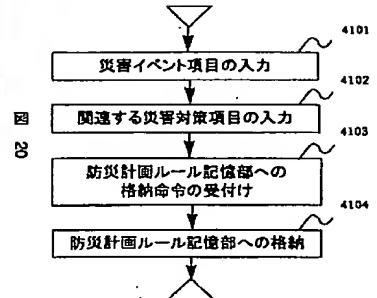 4101
災害イベント項目の入力
4102
関連する災害対策項目の入力
4103
防災計画ルール記憶部への
格納命令の受付け
4104
防災計画ルール記憶部への格納
図 20